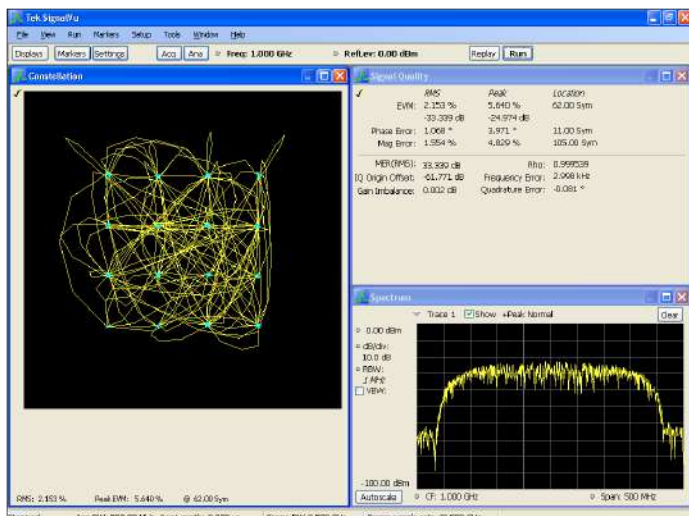 Tek SignalVu
File View Run Markers Setup Tools Window Help
Displays Markers Settings Acq Ana Freq: 1.000 GHz RefLev: 0.00 dBm Replay Run
Constellation
RMS: 2.153 % Peak EVM: 5.640 % @ 62.00 Sym
Signal Quality
RMS Peak Location
EVM: 2.153 % 5.640 % 62.00 Sym
-33.339 dB -24.974 dB
Phase Error: 1.068 ° 3.971 ° 11.00 Sym
Mag Error: 1.554 % 4.829 % 105.00 Sym
MER(RMS): 33.339 dB Rho: 0.999539
IQ Origin Offset: -61.771 dB Frequency Error: 2.998 kHz
Gain Imbalance: 0.002 dB Quadrature Error: -0.081 °
Spectrum
Trace 1 Show +Peak Normal Clear
0.00 dBm
dB/div:
10.0 dB
RBW:
1 MHz
VBW:
-100.00 dBm
Autoscale CF: 1.000 GHz Span: 500 MHz